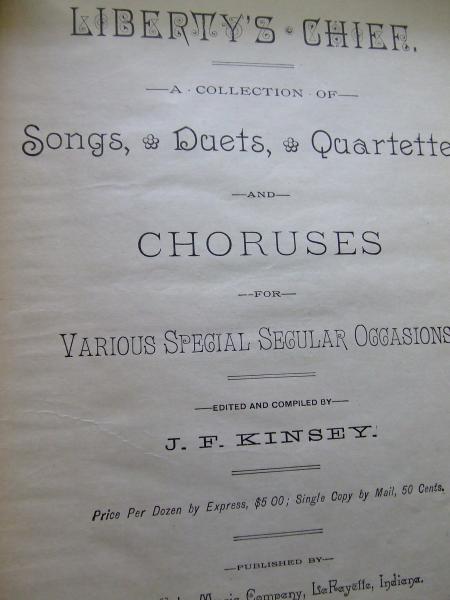 LIBERTY'S · CHIEF.
—A · COLLECTION · OF—
Songs, Duets, Quartette
—AND—
CHORUSES
—FOR—
VARIOUS SPECIAL SECULAR OCCASIONS
—EDITED AND COMPILED BY—
J. F. KINSEY.
Price Per Dozen by Express, $5 00; Single Copy by Mail, 50 Cents.
—PUBLISHED BY—
Music Company, LaFayette, Indiana.